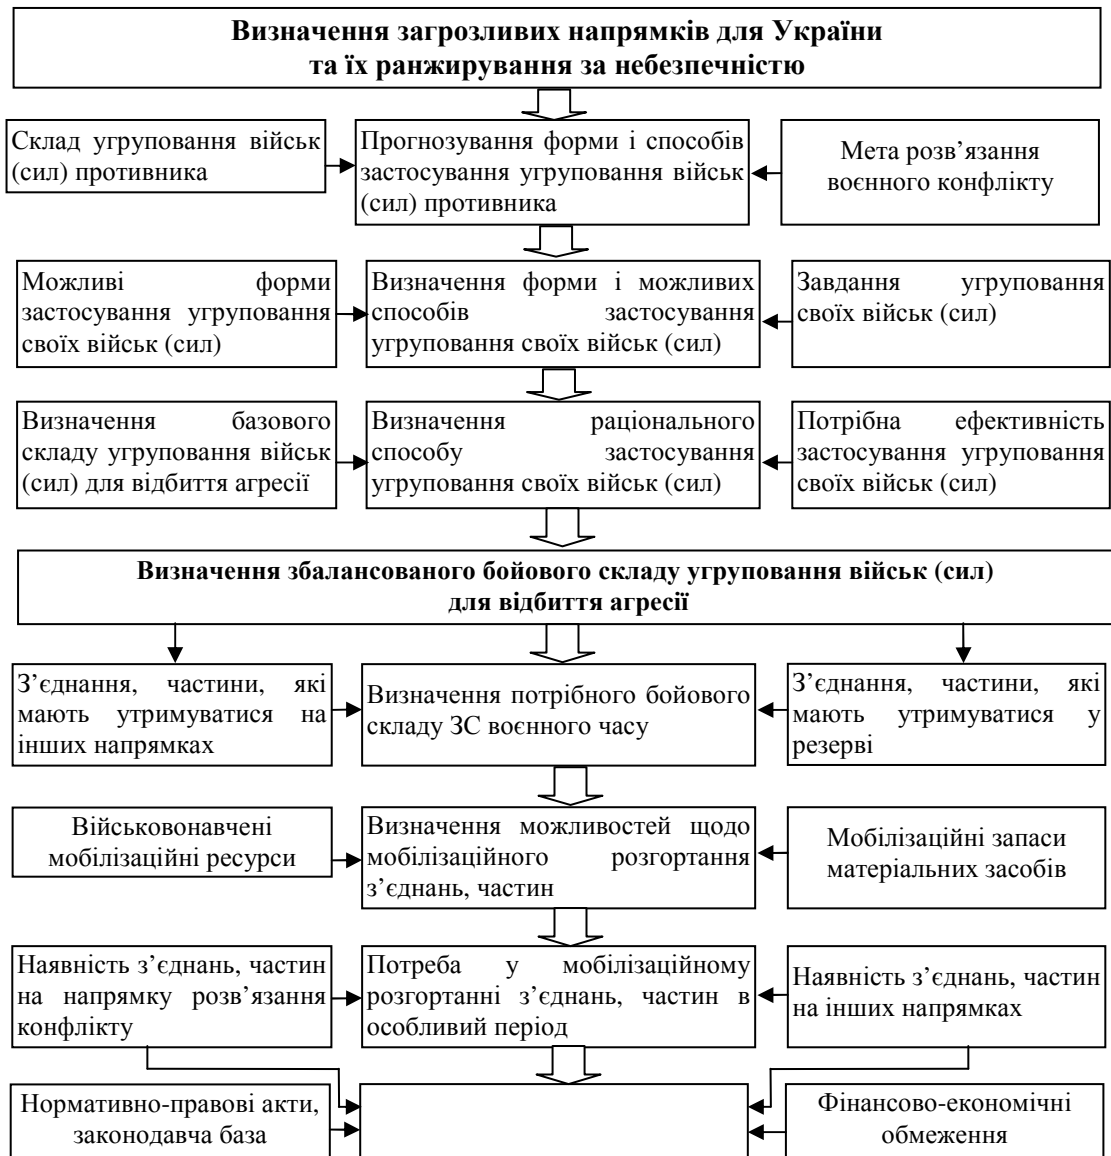 Визначення загрозливих напрямків для України
та їх ранжирування за небезпечністю
Склад угруповання військ
(сил) противника
Прогнозування форми і способів
застосування угруповання військ
(сил) противника
Мета розв’язання
воєнного конфлікту
Можливі форми
застосування угруповання
своїх військ (сил)
Визначення форми і можливих
способів застосування
угруповання своїх військ (сил)
Завдання угруповання
своїх військ (сил)
Визначення базового
складу угруповання військ
(сил) для відбиття агресії
Визначення раціонального
способу застосування
угруповання своїх військ (сил)
Потрібна ефективність
застосування угруповання
своїх військ (сил)
Визначення збалансованого бойового складу угруповання військ (сил)
для відбиття агресії
З’єднання, частини, які
мають утримуватися на
інших напрямках
Визначення потрібного бойового
складу ЗС воєнного часу
З’єднання, частини, які
мають утримуватися у
резерві
Військовонавчені
мобілізаційні ресурси
Визначення можливостей щодо
мобілізаційного розгортання
з’єднань, частин
Мобілізаційні запаси
матеріальних засобів
Наявність з’єднань, частин
на напрямку розв’язання
конфлікту
Потреба у мобілізаційному
розгортанні з’єднань, частин в
особливий період
Наявність з’єднань, частин
на інших напрямках
Нормативно-правові акти,
законодавча база
Фінансово-економічні
обмеження